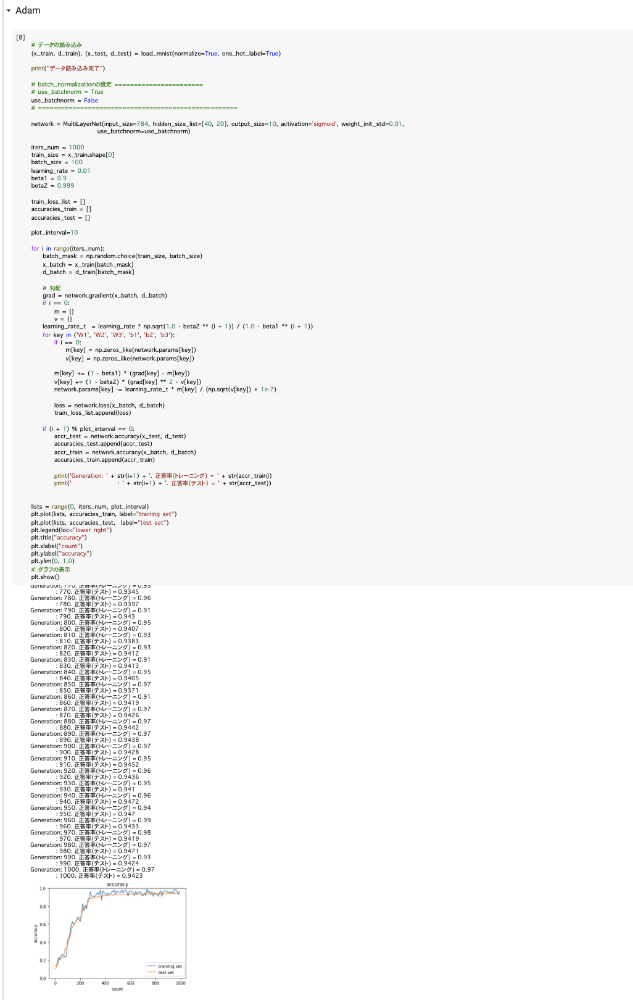 Adam
[8]
# データの読み込み
(x_train, d_train), (x_test, d_test) = load_mnist(normalize=True, one_hot_label=True)
print("データ読み込み完了")
# batch_normalizationの設定 =======================
# use_batchnorm = True
use_batchnorm = False
# ====================================================
network = MultiLayerNet(input_size=784, hidden_size_list=[40, 20], output_size=10, activation='sigmoid', weight_init_std=0.01,
use_batchnorm=use_batchnorm)
iters_num = 1000
train_size = x_train.shape[0]
batch_size = 100
learning_rate = 0.01
beta1 = 0.9
beta2 = 0.999
train_loss_list = []
accuracies_train = []
accuracies_test = []
plot_interval=10
for i in range(iters_num):
batch_mask = np.random.choice(train_size, batch_size)
x_batch = x_train[batch_mask]
d_batch = d_train[batch_mask]
# 勾配
grad = network.gradient(x_batch, d_batch)
if i == 0:
m = {}
v = {}
learning_rate_t  = learning_rate * np.sqrt(1.0 - beta2 ** (i + 1)) / (1.0 - beta1 ** (i + 1))
for key in ('W1', 'W2', 'W3', 'b1', 'b2', 'b3'):
if i == 0:
m[key] = np.zeros_like(network.params[key])
v[key] = np.zeros_like(network.params[key])
m[key] += (1 - beta1) * (grad[key] - m[key])
v[key] += (1 - beta2) * (grad[key] ** 2 - v[key])
network.params[key] -= learning_rate_t * m[key] / (np.sqrt(v[key]) + 1e-7)
loss = network.loss(x_batch, d_batch)
train_loss_list.append(loss)
if (i + 1) % plot_interval == 0:
accr_test = network.accuracy(x_test, d_test)
accuracies_test.append(accr_test)
accr_train = network.accuracy(x_batch, d_batch)
accuracies_train.append(accr_train)
print('Generation: ' + str(i+1) + '. 正答率(トレーニング) = ' + str(accr_train))
print('                : ' + str(i+1) + '. 正答率(テスト) = ' + str(accr_test))
lists = range(0, iters_num, plot_interval)
plt.plot(lists, accuracies_train, label="training set")
plt.plot(lists, accuracies_test,  label="test set")
plt.legend(loc="lower right")
plt.title("accuracy")
plt.xlabel("count")
plt.ylabel("accuracy")
plt.ylim(0, 1.0)
# グラフの表示
plt.show()
Generation: 770. 正答率(トレーニング) = 0.95
: 770. 正答率(テスト) = 0.9345
Generation: 780. 正答率(トレーニング) = 0.96
: 780. 正答率(テスト) = 0.9397
Generation: 790. 正答率(トレーニング) = 0.91
: 790. 正答率(テスト) = 0.943
Generation: 800. 正答率(トレーニング) = 0.95
: 800. 正答率(テスト) = 0.9407
Generation: 810. 正答率(トレーニング) = 0.93
: 810. 正答率(テスト) = 0.9383
Generation: 820. 正答率(トレーニング) = 0.93
: 820. 正答率(テスト) = 0.9412
Generation: 830. 正答率(トレーニング) = 0.91
: 830. 正答率(テスト) = 0.9413
Generation: 840. 正答率(トレーニング) = 0.95
: 840. 正答率(テスト) = 0.9405
Generation: 850. 正答率(トレーニング) = 0.97
: 850. 正答率(テスト) = 0.9371
Generation: 860. 正答率(トレーニング) = 0.91
: 860. 正答率(テスト) = 0.9419
Generation: 870. 正答率(トレーニング) = 0.97
: 870. 正答率(テスト) = 0.9426
Generation: 880. 正答率(トレーニング) = 0.97
: 880. 正答率(テスト) = 0.9442
Generation: 890. 正答率(トレーニング) = 0.97
: 890. 正答率(テスト) = 0.9438
Generation: 900. 正答率(トレーニング) = 0.97
: 900. 正答率(テスト) = 0.9428
Generation: 910. 正答率(トレーニング) = 0.95
: 910. 正答率(テスト) = 0.9452
Generation: 920. 正答率(トレーニング) = 0.96
: 920. 正答率(テスト) = 0.9436
Generation: 930. 正答率(トレーニング) = 0.95
: 930. 正答率(テスト) = 0.941
Generation: 940. 正答率(トレーニング) = 0.96
: 940. 正答率(テスト) = 0.9472
Generation: 950. 正答率(トレーニング) = 0.94
: 950. 正答率(テスト) = 0.947
Generation: 960. 正答率(トレーニング) = 0.99
: 960. 正答率(テスト) = 0.9433
Generation: 970. 正答率(トレーニング) = 0.98
: 970. 正答率(テスト) = 0.9419
Generation: 980. 正答率(トレーニング) = 0.97
: 980. 正答率(テスト) = 0.9471
Generation: 990. 正答率(トレーニング) = 0.93
: 990. 正答率(テスト) = 0.9424
Generation: 1000. 正答率(トレーニング) = 0.97
: 1000. 正答率(テスト) = 0.9423
accuracy
1.0
0.8
0.6
0.4
0.2
0.0
accuracy
training set
test set
0 200 400 600 800 1000
count